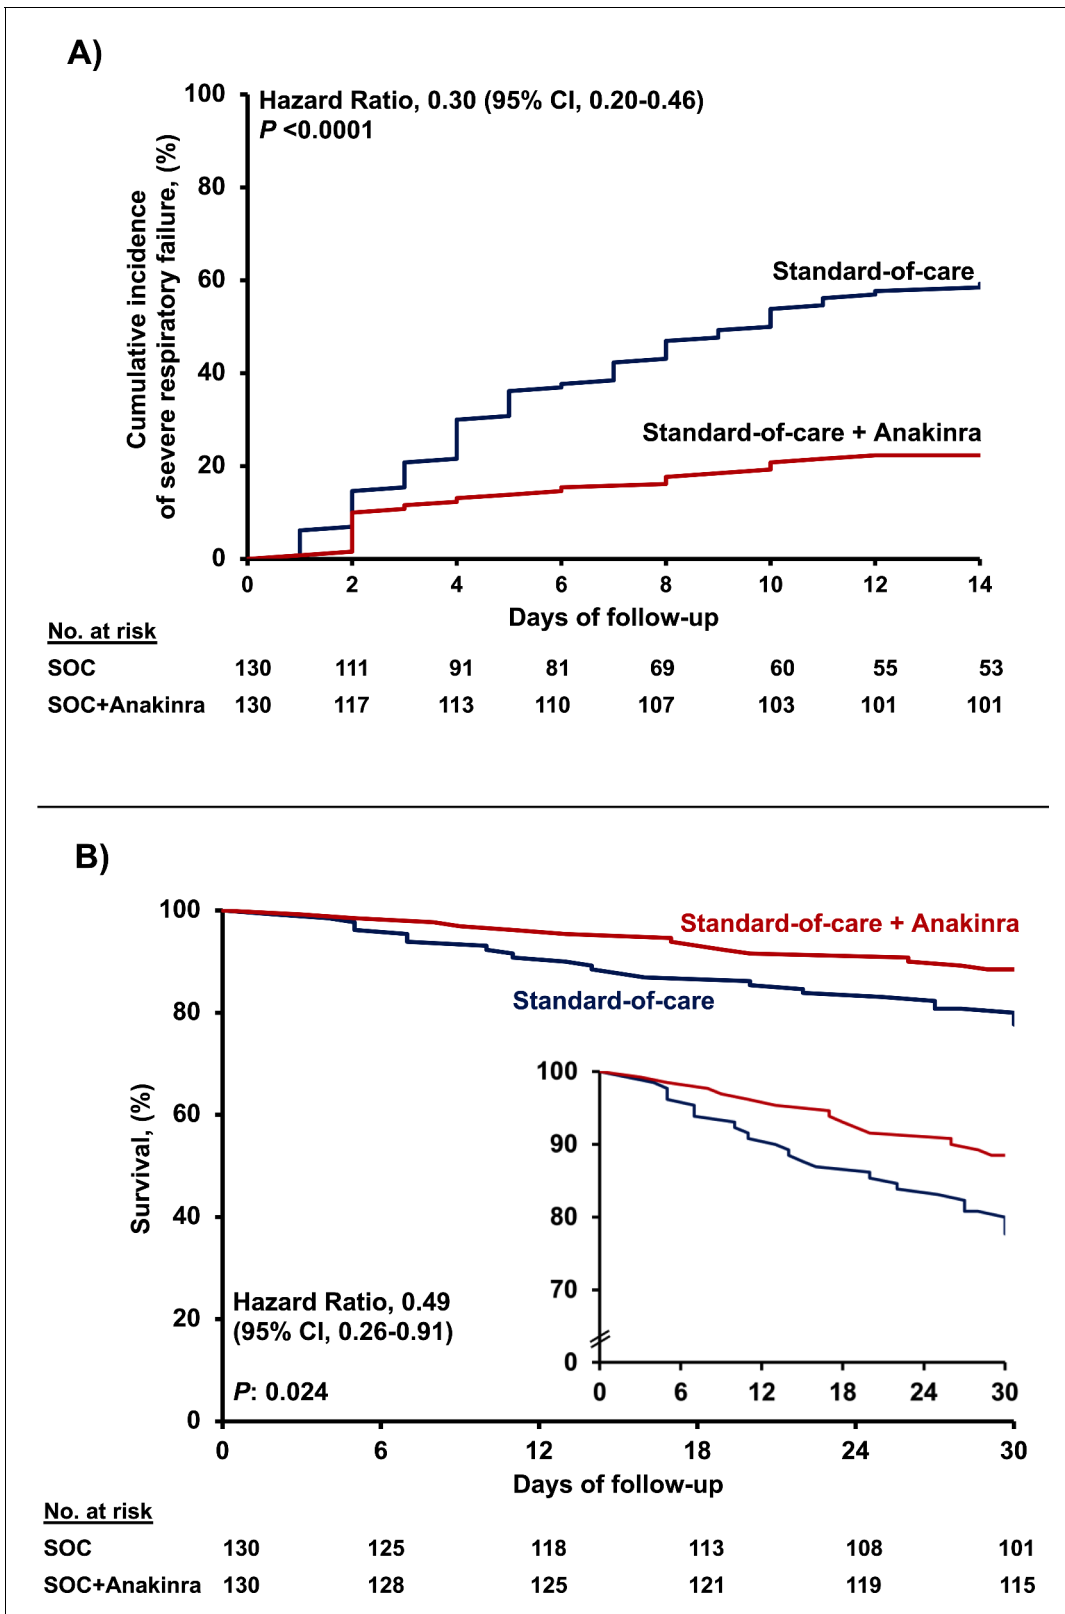 A)
Hazard Ratio, 0.30 (95% CI, 0.20-0.46)
P <0.0001
Cumulative incidence
of severe respiratory failure, (%)
100
80
60
40
20
0
Standard-of-care
Standard-of-care + Anakinra
0 2 4 6 8 10 12 14
Days of follow-up
No. at risk
SOC 130 111 91 81 69 60 55 53
SOC+Anakinra 130 117 113 110 107 103 101 101
B)
Survival, (%)
100
80
60
40
20
0
Standard-of-care + Anakinra
Standard-of-care
100
90
80
70
0
0 6 12 18 24 30
Hazard Ratio, 0.49
(95% CI, 0.26-0.91)
P: 0.024
0 6 12 18 24 30
Days of follow-up
No. at risk
SOC 130 125 118 113 108 101
SOC+Anakinra 130 128 125 121 119 115